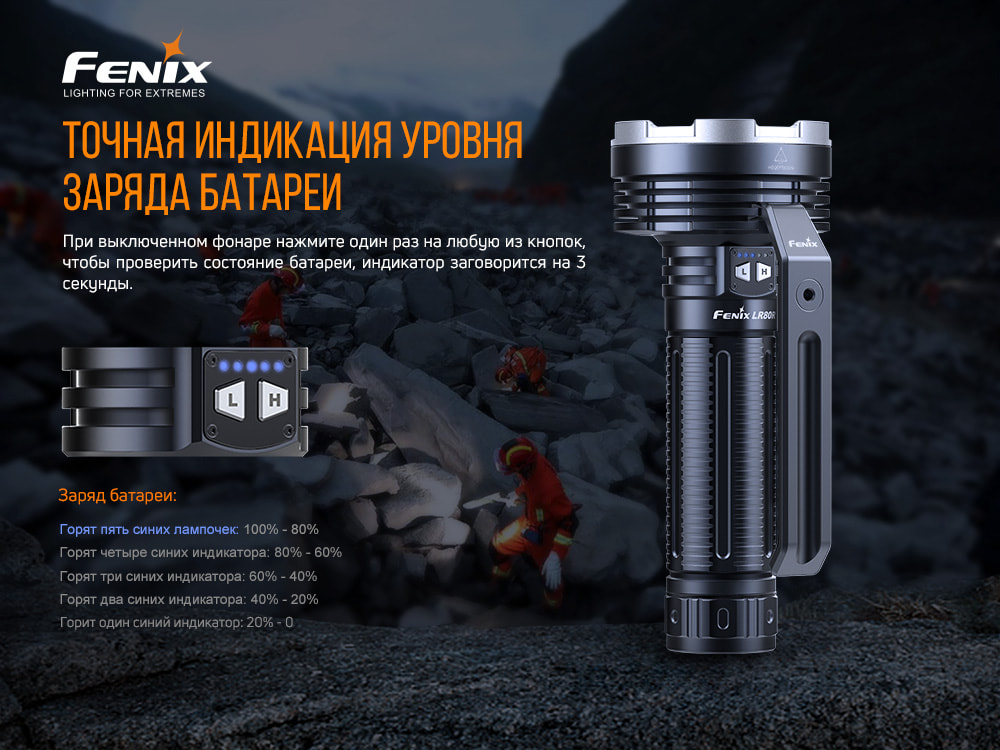 FENIX
LIGHTING FOR EXTREMES
ТОЧНАЯ ИНДИКАЦИЯ УРОВНЯ
ЗАРЯДА БАТАРЕИ
При выключенном фонаре нажмите один раз на любую из кнопок,
чтобы проверить состояние батареи, индикатор заговорится на 3
секунды.
L H
Заряд батареи:
Горят пять синих лампочек: 100% - 80%
Горят четыре синих индикатора: 80% - 60%
Горят три синих индикатора: 60% - 40%
Горят два синих индикатора: 40% - 20%
Горит один синий индикатор: 20% - 0
FENIX
L H
FENIX LR80R